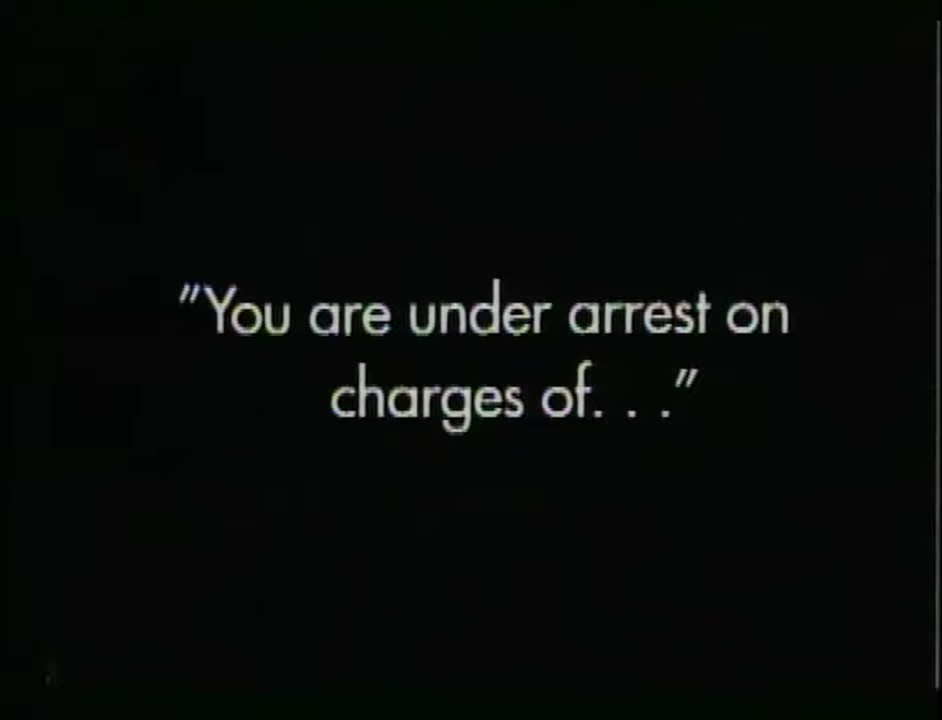 "You are under arrest on
charges of. . ."